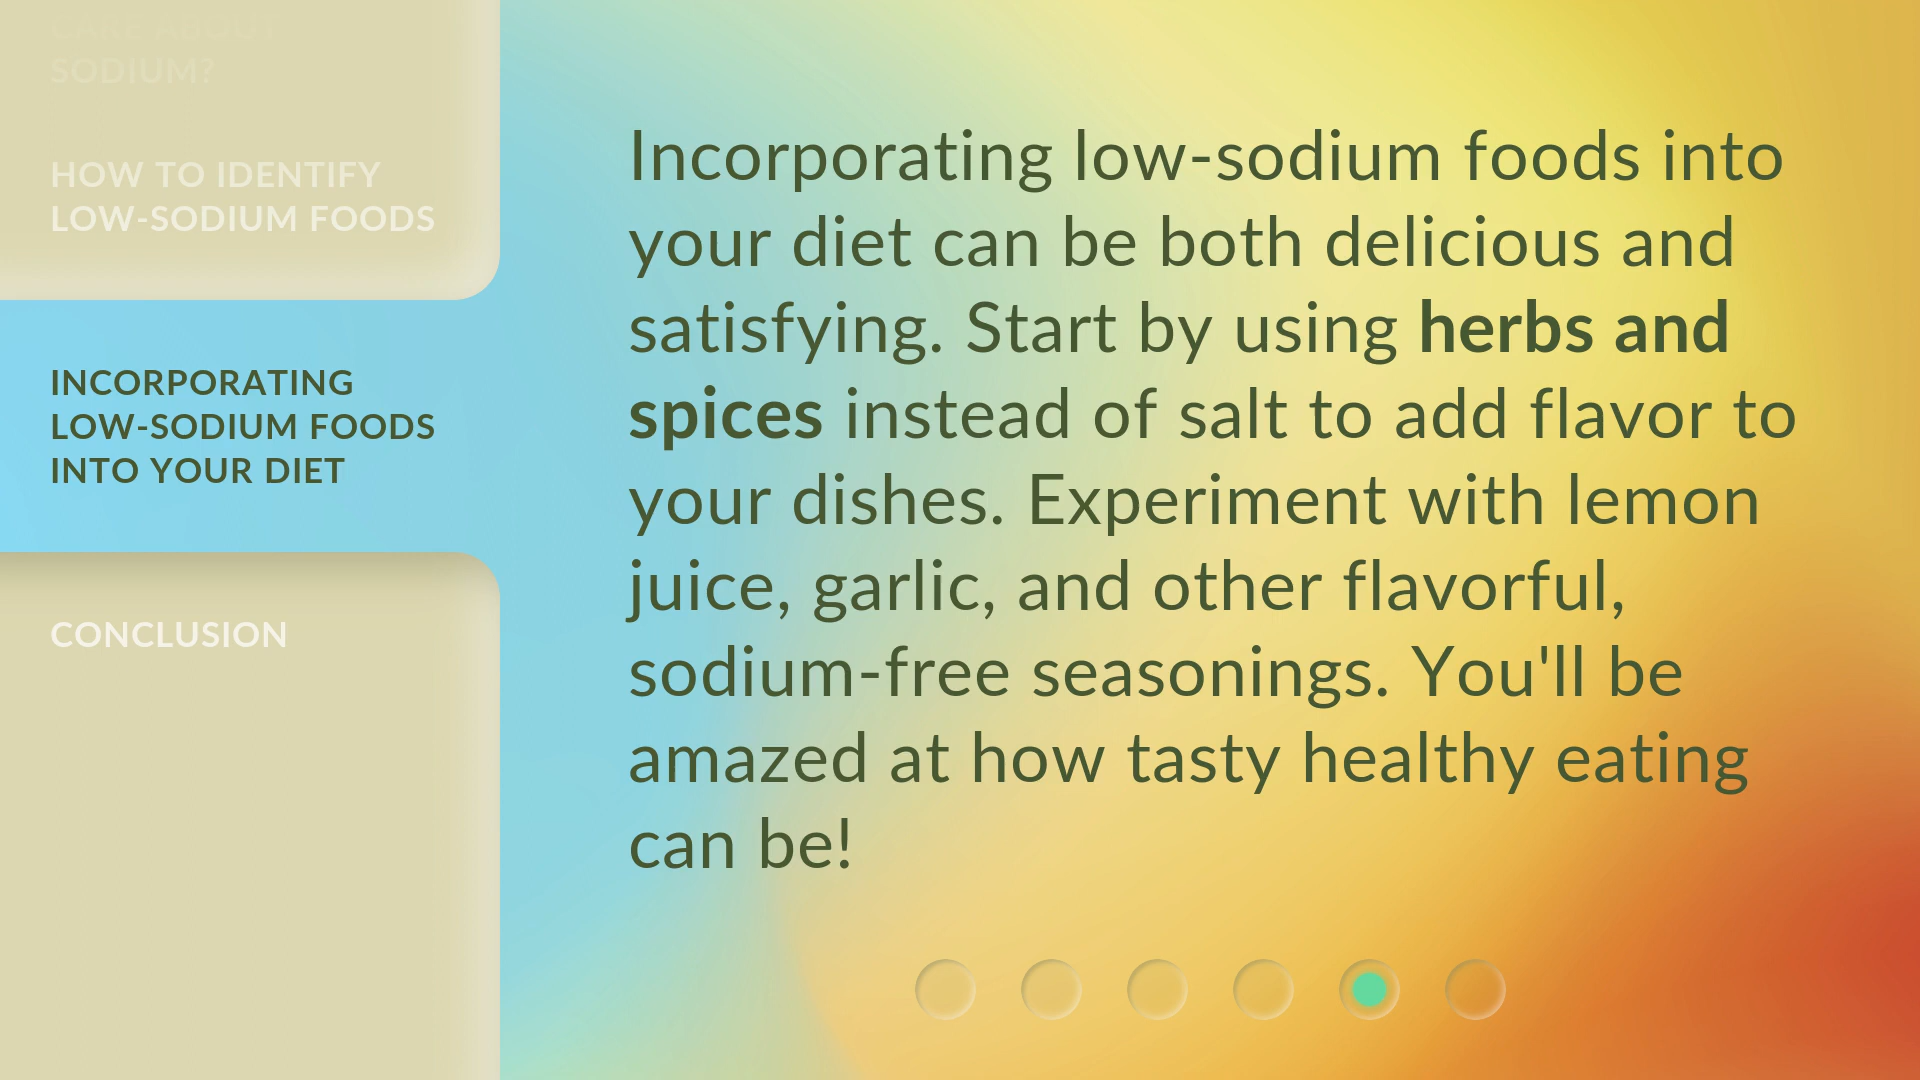 CARE ABOUT
SODIUM?
HOW TO IDENTIFY
LOW-SODIUM FOODS
INCORPORATING
LOW-SODIUM FOODS
INTO YOUR DIET
CONCLUSION
Incorporating low-sodium foods into
your diet can be both delicious and
satisfying. Start by using herbs and
spices instead of salt to add flavor to
your dishes. Experiment with lemon
juice, garlic, and other flavorful,
sodium-free seasonings. You'll be
amazed at how tasty healthy eating
can be!